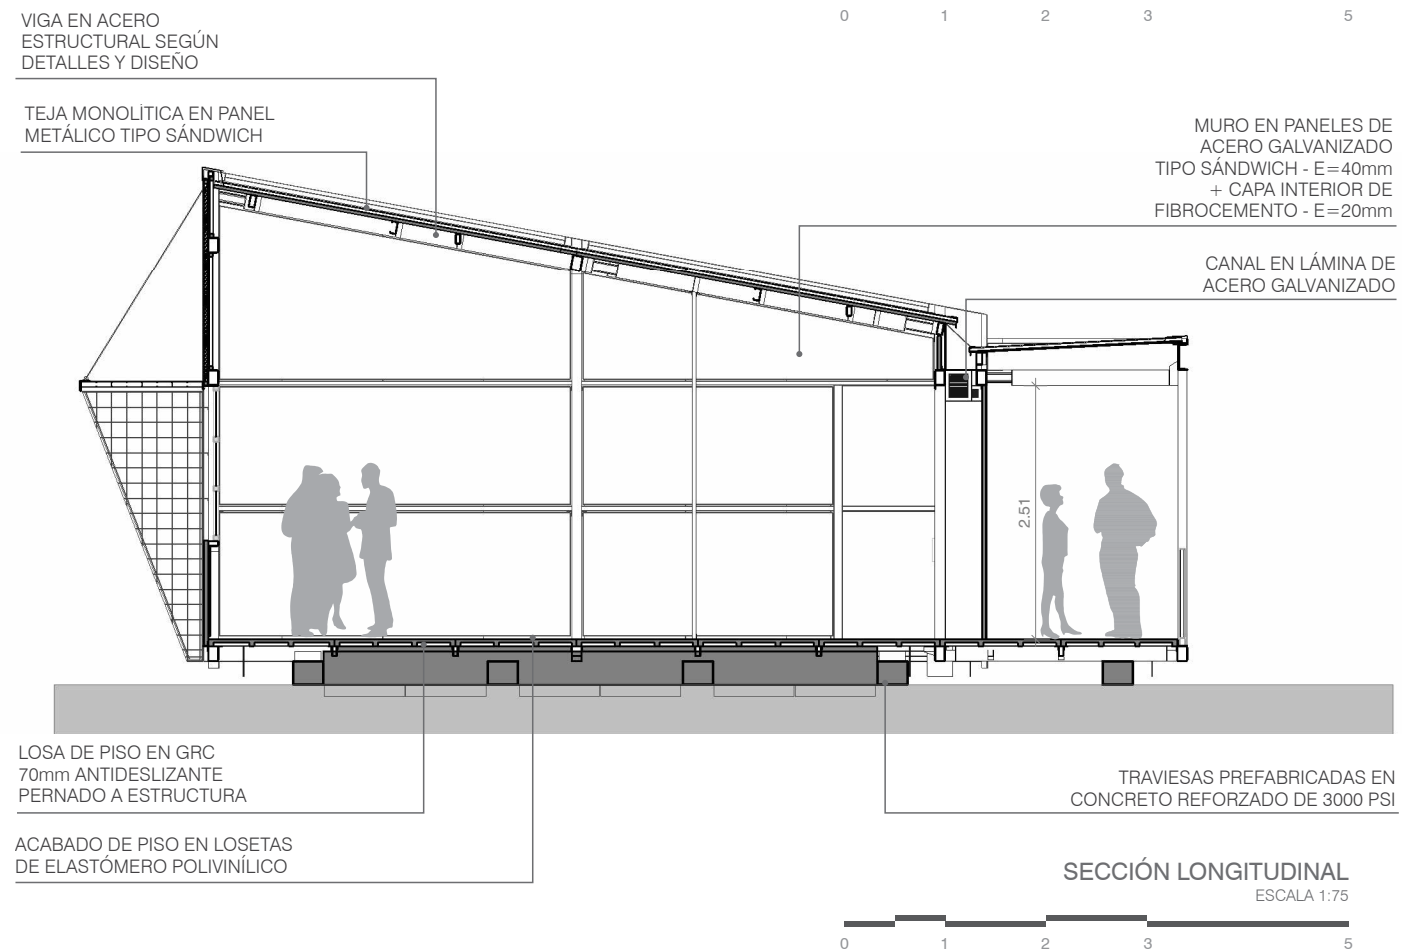 VIGA EN ACERO
ESTRUCTURAL SEGÚN
DETALLES Y DISEÑO
TEJA MONOLÍTICA EN PANEL
METÁLICO TIPO SÁNDWICH
0 1 2 3 5
MURO EN PANELES DE
ACERO GALVANIZADO
TIPO SÁNDWICH - E=40mm
+ CAPA INTERIOR DE
FIBROCEMENTO - E=20mm
CANAL EN LÁMINA DE
ACERO GALVANIZADO
2.51
LOSA DE PISO EN GRC
70mm ANTIDESLIZANTE
PERNADO A ESTRUCTURA
ACABADO DE PISO EN LOSETAS
DE ELASTÓMERO POLIVINÍLICO
TRAVIESAS PREFABRICADAS EN
CONCRETO REFORZADO DE 3000 PSI
SECCIÓN LONGITUDINAL
ESCALA 1:75
0 1 2 3 5